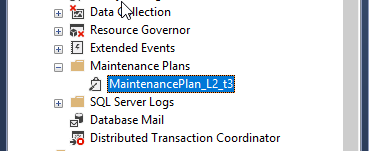 Data Collection
Resource Governor
Extended Events
Maintenance Plans
MaintenancePlan_L2_t3
SQL Server Logs
Database Mail
Distributed Transaction Coordinator